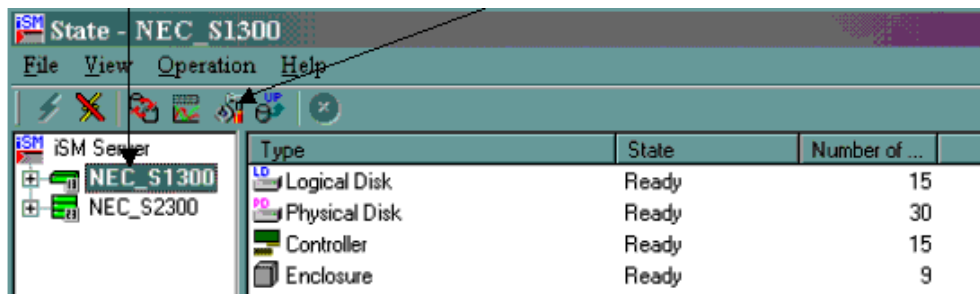 iSM State - NEC_S1300
File View Operation Help
UP
iSM iSM Server
NEC_S1300
NEC_S2300
Type State Number of ...
LD Logical Disk Ready 15
PD Physical Disk Ready 30
Controller Ready 15
Enclosure Ready 9